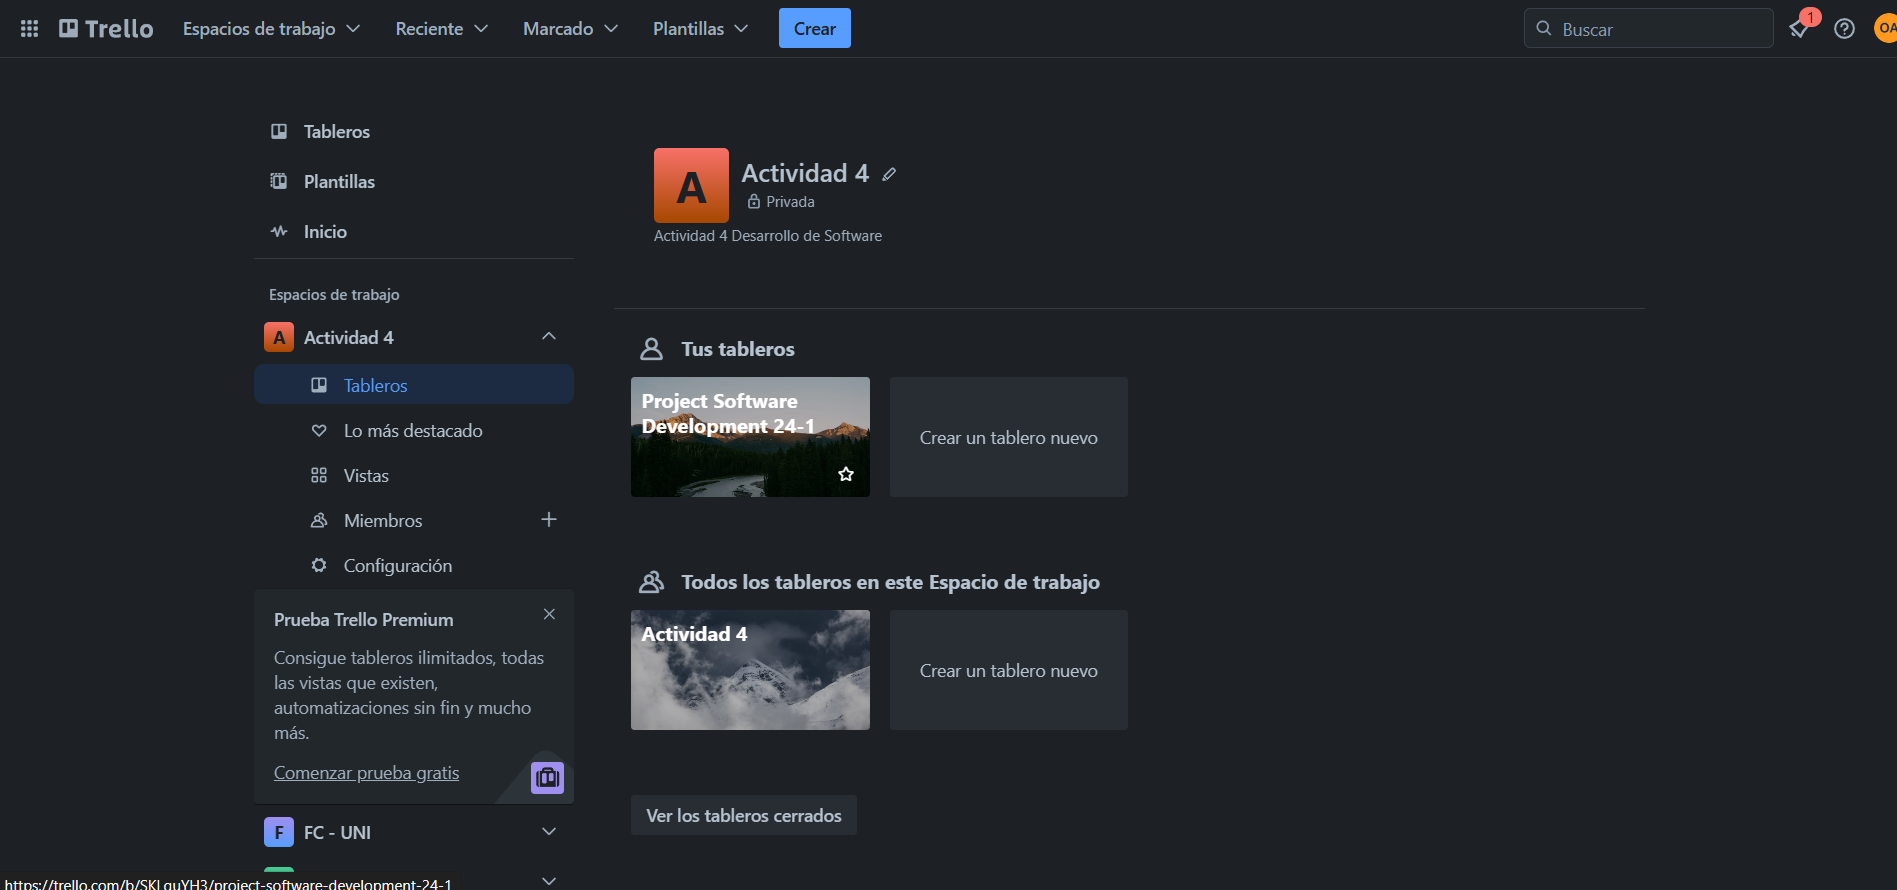 Trello
Espacios de trabajo
Reciente
Marcado
Plantillas
Crear
Buscar
1
OA
Tableros
Plantillas
Inicio
Espacios de trabajo
A
Actividad 4
Tableros
Lo más destacado
Vistas
Miembros
Configuración
Prueba Trello Premium
Consigue tableros ilimitados, todas
las vistas que existen,
automatizaciones sin fin y mucho
más.
Comenzar prueba gratis
F
FC - UNI
A
Actividad 4
Privada
Actividad 4 Desarrollo de Software
Tus tableros
Project Software
Development 24-1
Crear un tablero nuevo
Todos los tableros en este Espacio de trabajo
Actividad 4
Crear un tablero nuevo
Ver los tableros cerrados
https://trello.com/b/SKLquYH3/project-software-development-24-1